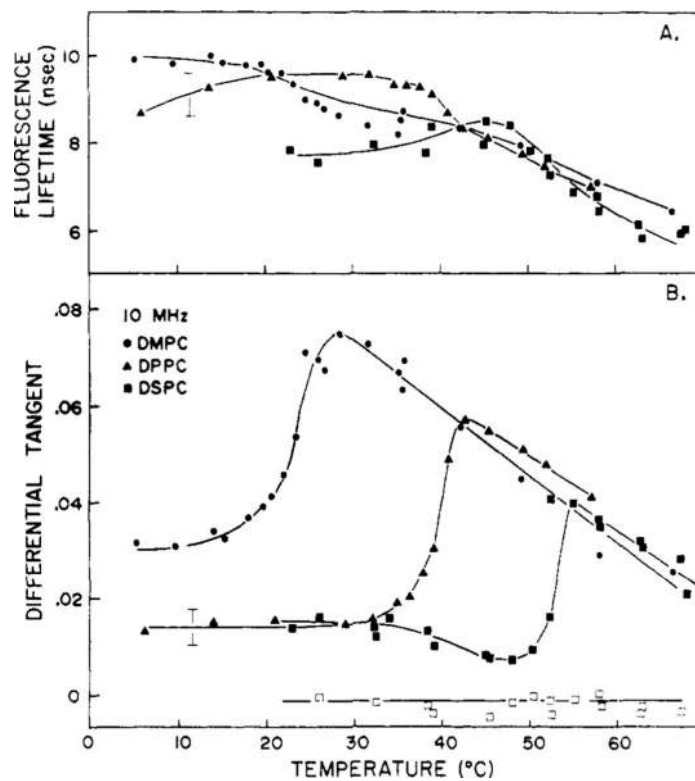 A.
FLUORESCENCE
LIFETIME (nsec)
10
8
6
B.
10 MHz
● DMPC
▲ DPPC
■ DSPC
DIFFERENTIAL TANGENT
.08
.06
.04
.02
0
0 10 20 30 40 50 60
TEMPERATURE (°C)